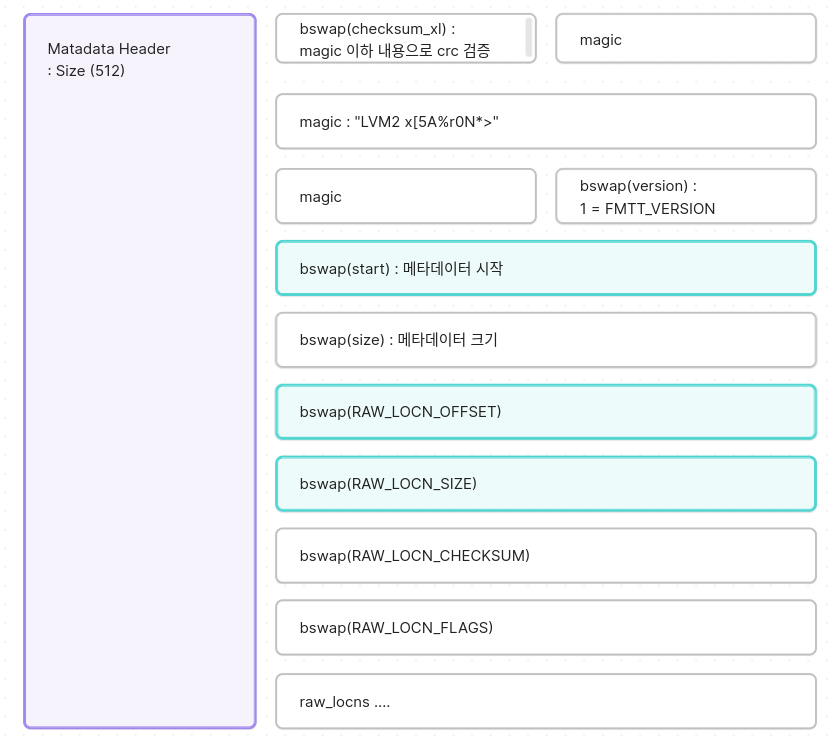 Matadata Header
: Size (512)
bswap(checksum_xl) :
magic 이하 내용으로 crc 검증
magic
magic : "LVM2 x[5A%r0N*>"
magic
bswap(version) :
1 = FMTT_VERSION
bswap(start) : 메타데이터 시작
bswap(size) : 메타데이터 크기
bswap(RAW_LOCN_OFFSET)
bswap(RAW_LOCN_SIZE)
bswap(RAW_LOCN_CHECKSUM)
bswap(RAW_LOCN_FLAGS)
raw_locns ....